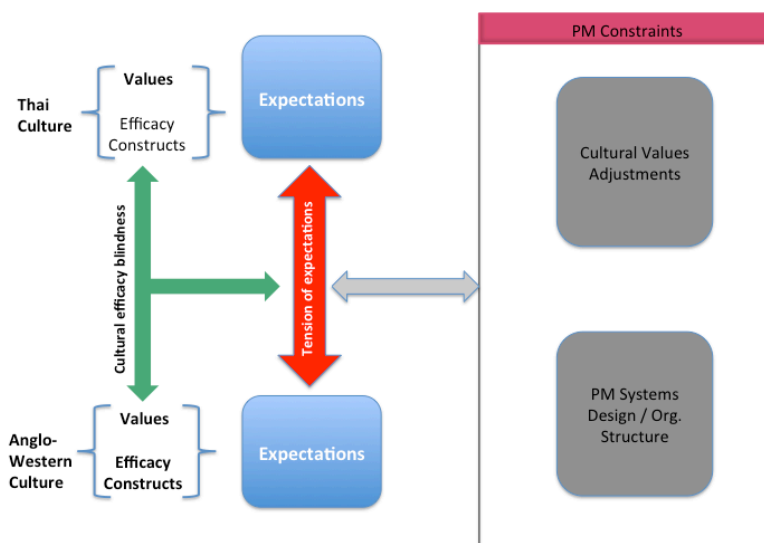 PM Constraints
Values
Thai
Culture
Efficacy
Constructs
Expectations
Cultural Values
Adjustments
Cultural efficacy blindness
Tension of expectations
Values
Anglo-
Western
Culture
Efficacy
Constructs
Expectations
PM Systems
Design / Org.
Structure